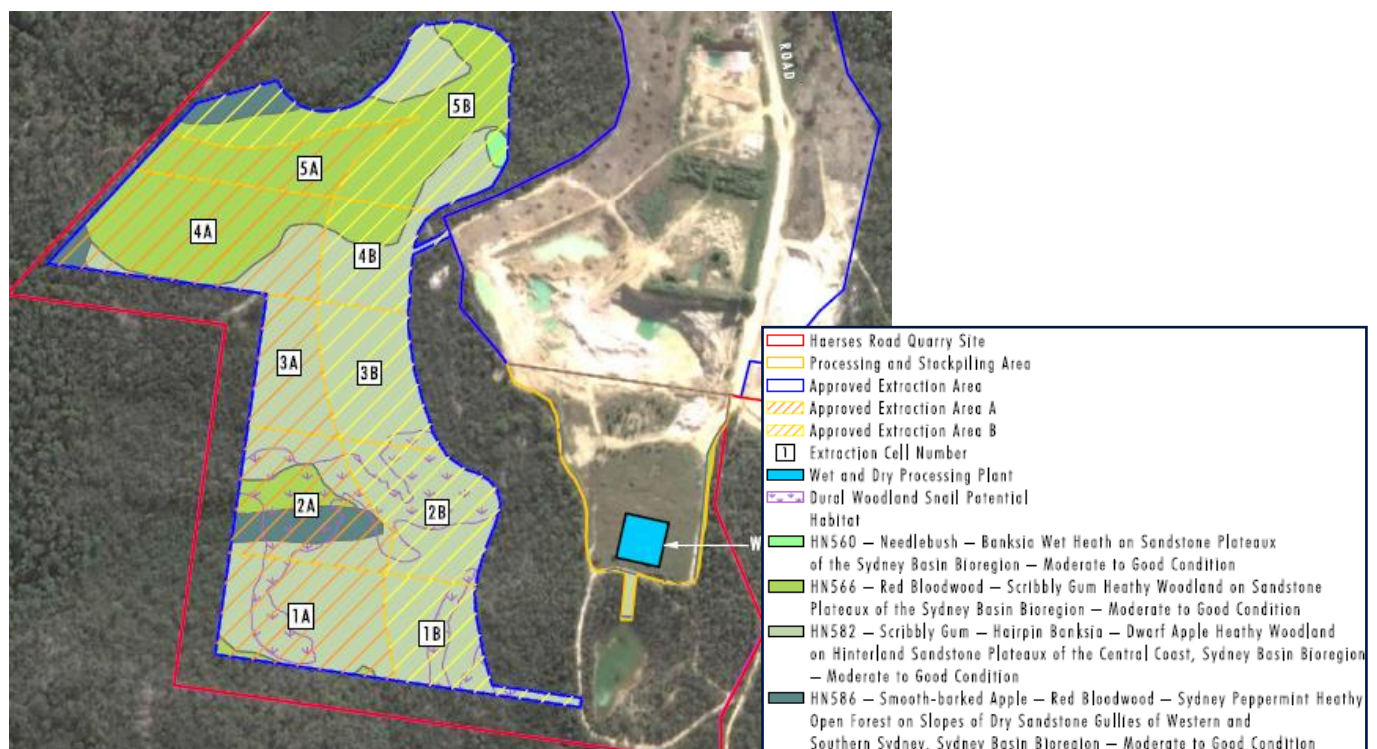 ROAD
5B
5A
4A
4B
3A
3B
2A
2B
1A
1B
W
Haerses Road Quarry Site
Processing and Stockpiling Area
Approved Extraction Area
Approved Extraction Area A
Approved Extraction Area B
1 Extraction Cell Number
Wet and Dry Processing Plant
Dural Woodland Snail Potential
Habitat
HN560 – Needlebush – Banksia Wet Heath on Sandstone Plateaux
of the Sydney Basin Bioregion – Moderate to Good Condition
HN566 – Red Bloodwood – Scribbly Gum Heathy Woodland on Sandstone
Plateaux of the Sydney Basin Bioregion – Moderate to Good Condition
HN582 – Scribbly Gum – Hairpin Banksia – Dwarf Apple Heathy Woodland
on Hinterland Sandstone Plateaux of the Central Coast, Sydney Basin Bioregion
– Moderate to Good Condition
HN586 – Smooth-barked Apple – Red Bloodwood – Sydney Peppermint Heathy
Open Forest on Slopes of Dry Sandstone Gullies of Western and
Southern Sydney, Sydney Basin Bioregion – Moderate to Good Condition